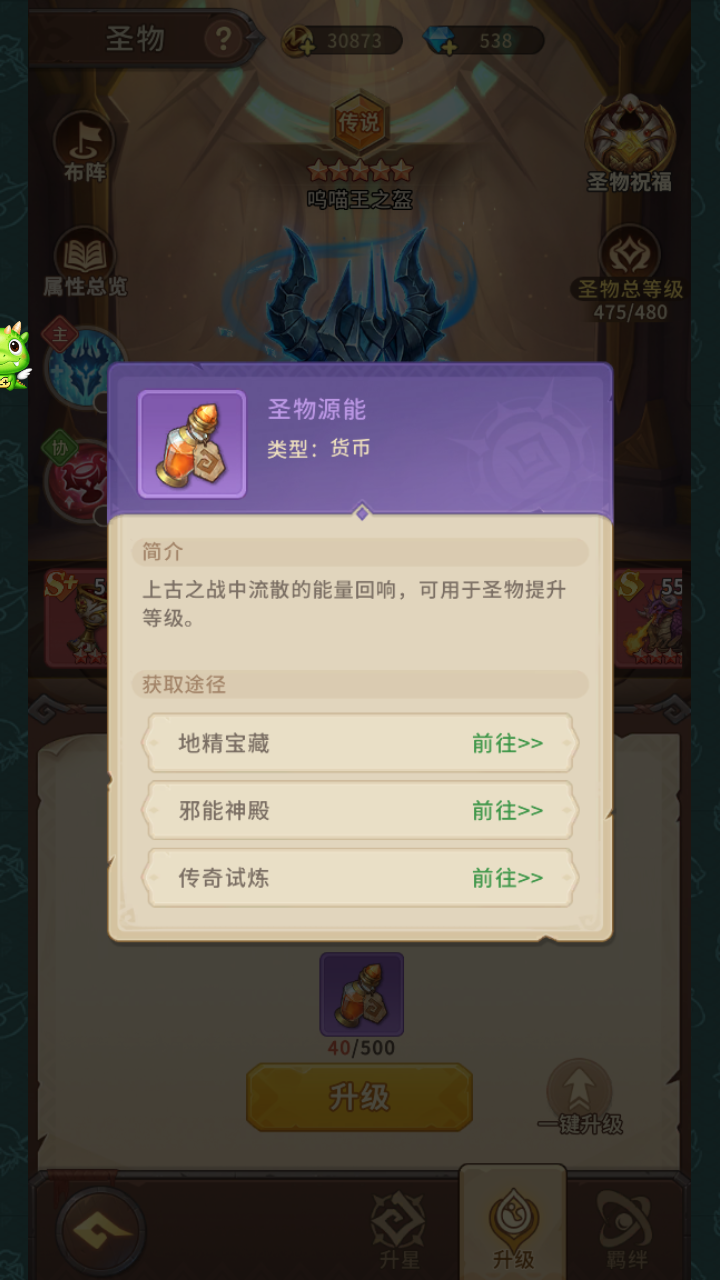 圣物
?
30873
538
传说
呜喵王之盔
布阵
圣物祝福
属性总览
圣物总等级
475/480
主
协
圣物源能
类型：货币
简介
上古之战中流散的能量回响，可用于圣物提升
等级。
获取途径
地精宝藏 前往>>
邪能神殿 前往>>
传奇试炼 前往>>
S+
5
S
55
40/500
升级
一键升级
升星
升级
羁绊